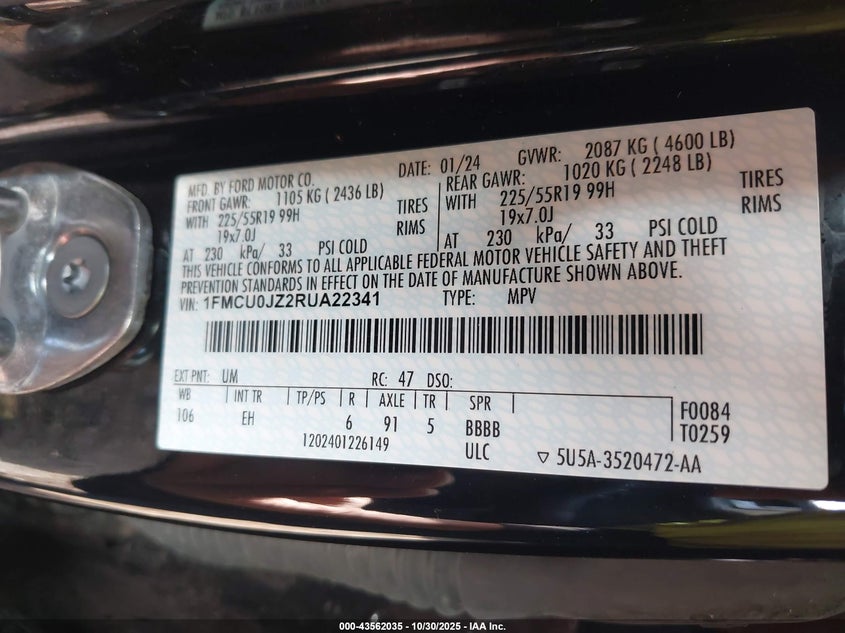 MFD. BY FORD MOTOR CO. DATE: 01/24 GVWR: 2087 KG ( 4600 LB)
FRONT GAWR: 1105 KG ( 2436 LB) REAR GAWR: 1020 KG ( 2248 LB)
WITH 225/55R19 99H TIRES WITH 225/55R19 99H TIRES
19x7.0J RIMS 19x7.0J RIMS
AT 230 kPa/ 33 PSI COLD AT 230 kPa/ 33 PSI COLD
THIS VEHICLE CONFORMS TO ALL APPLICABLE FEDERAL MOTOR VEHICLE SAFETY AND THEFT
PREVENTION STANDARDS IN EFFECT ON THE DATE OF MANUFACTURE SHOWN ABOVE.
VIN: 1FMCU0JZ2RUA22341 TYPE: MPV
EXT PNT: UM RC: 47 DSO:
WB INT TR TP/PS R AXLE TR SPR
106 EH 6 91 5 BBBB F0084
1202401226149 ULC T0259
5U5A-3520472-AA
000-43562035 - 10/30/2025 - IAA Inc.